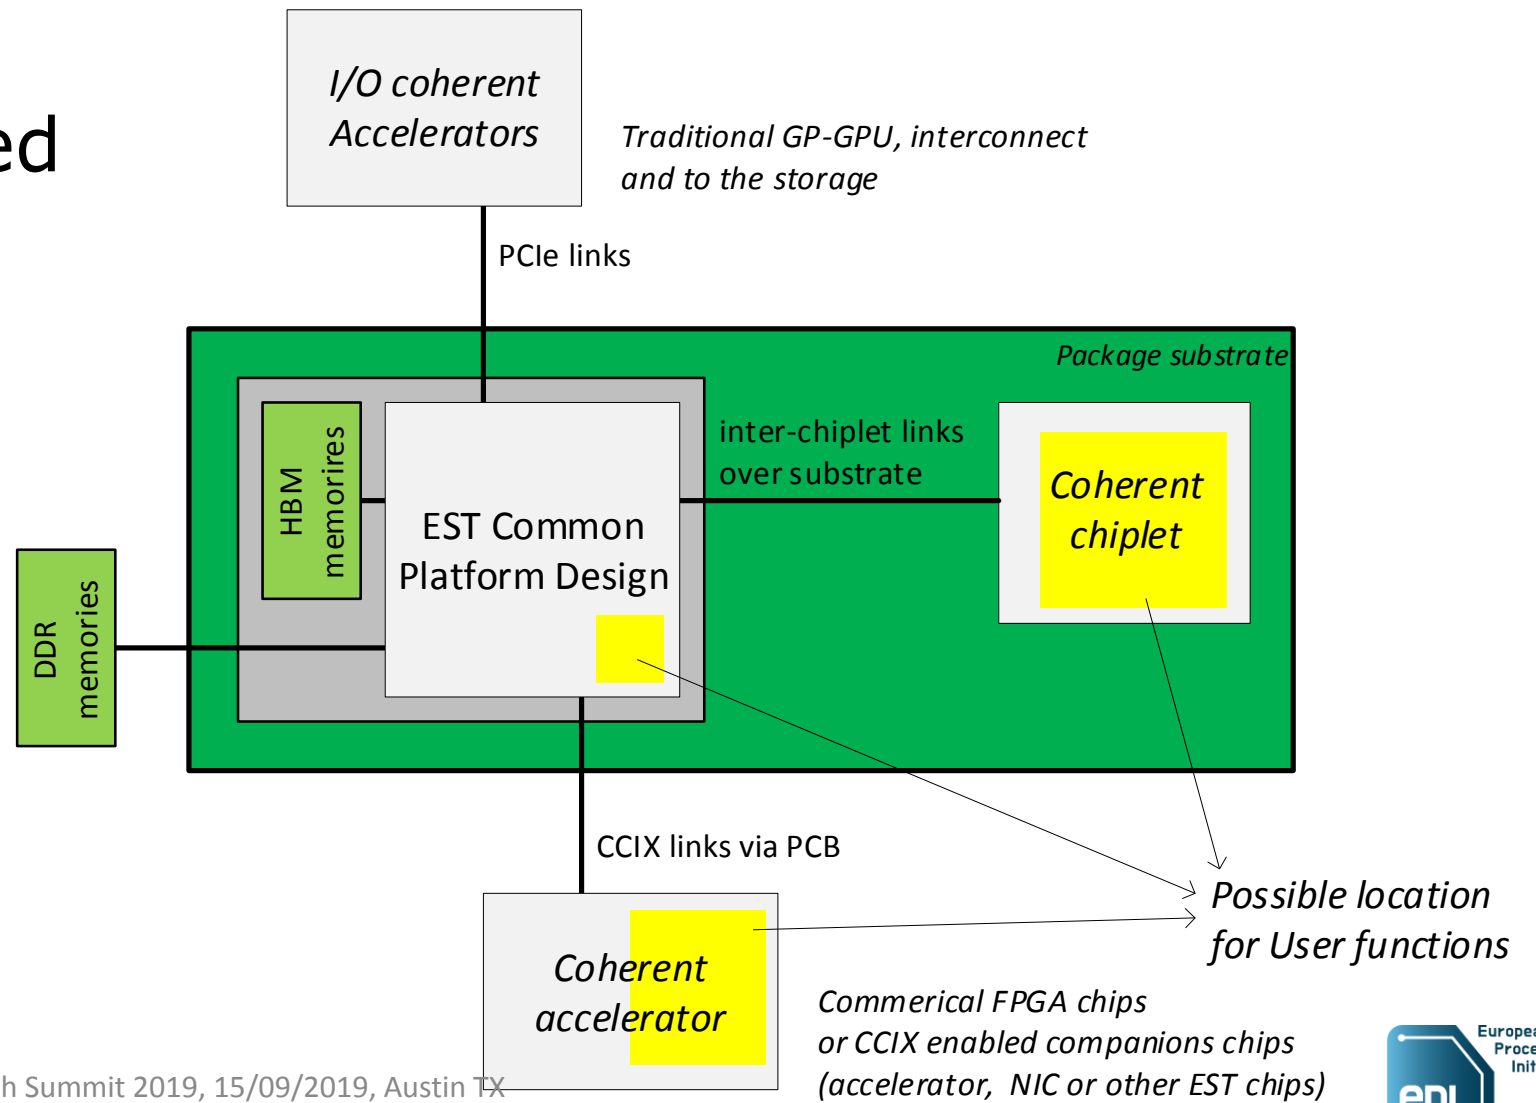 I/O coherent
Accelerators
ed
Traditional GP-GPU, interconnect
and to the storage
PCIe links
Package substrate
inter-chiplet links
over substrate
HBM
memorires
EST Common
Platform Design
Coherent
chiplet
DDR
memories
CCIX links via PCB
Possible location
for User functions
Coherent
accelerator
Commerical FPGA chips
or CCIX enabled companions chips
(accelerator, NIC or other EST chips)
h Summit 2019, 15/09/2019, Austin TX
Europea
Proce
Init
epi